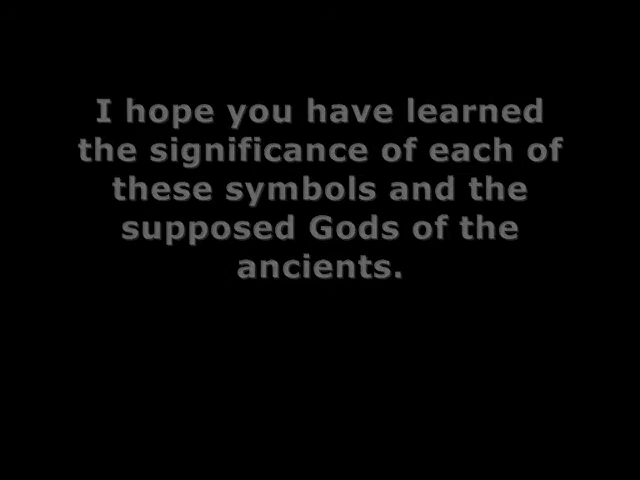 I hope you have learned
the significance of each of
these symbols and the
supposed Gods of the
ancients.